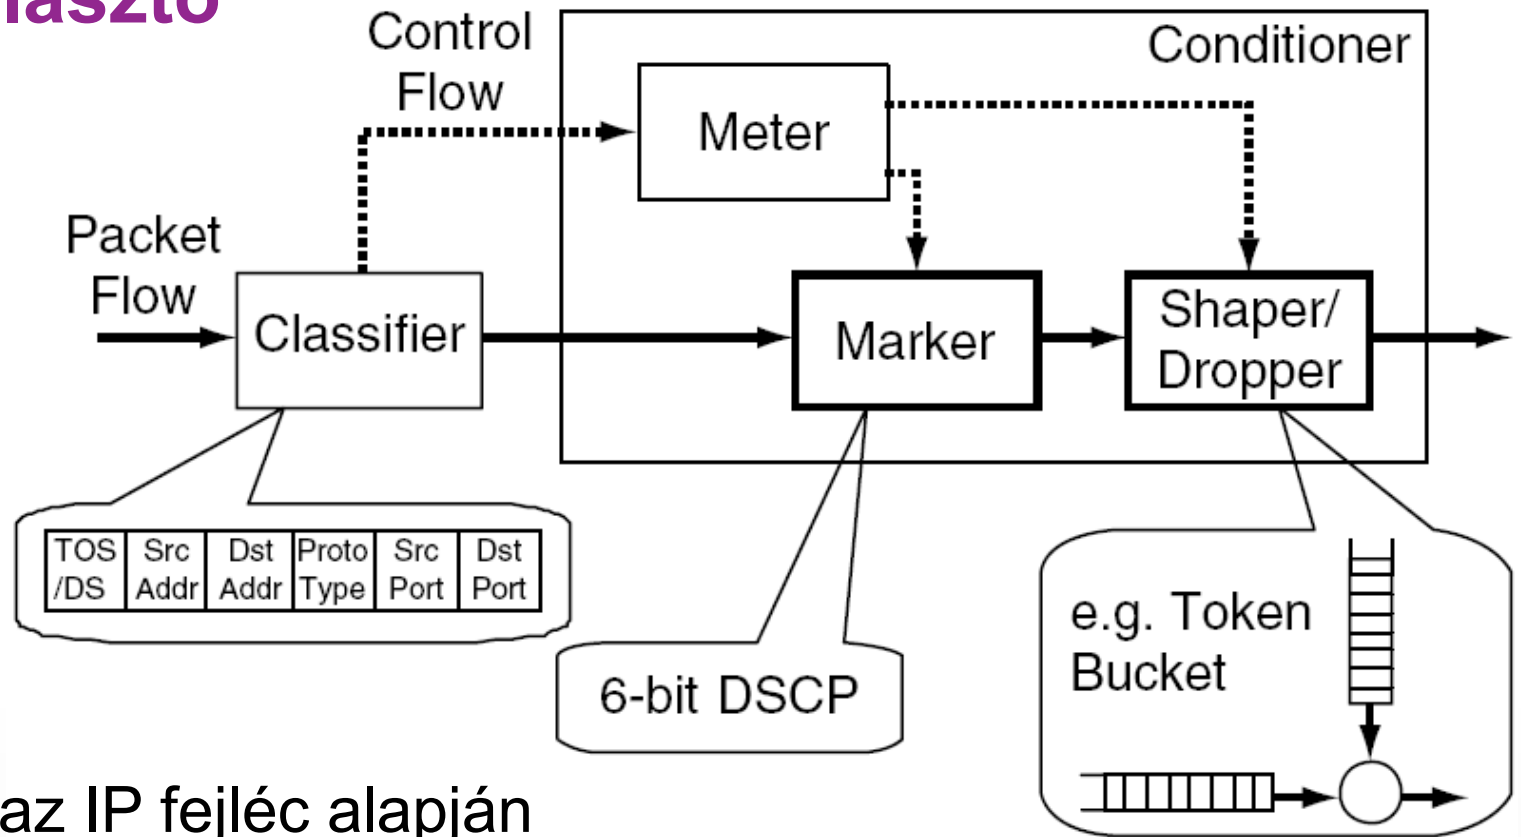 Control
Flow
Conditioner
Meter
Packet
Flow
Classifier
Marker
Shaper/
Dropper
TOS
/DS
Src
Addr
Dst
Addr
Proto
Type
Src
Port
Dst
Port
6-bit DSCP
e.g. Token
Bucket
az IP fejléc alapján